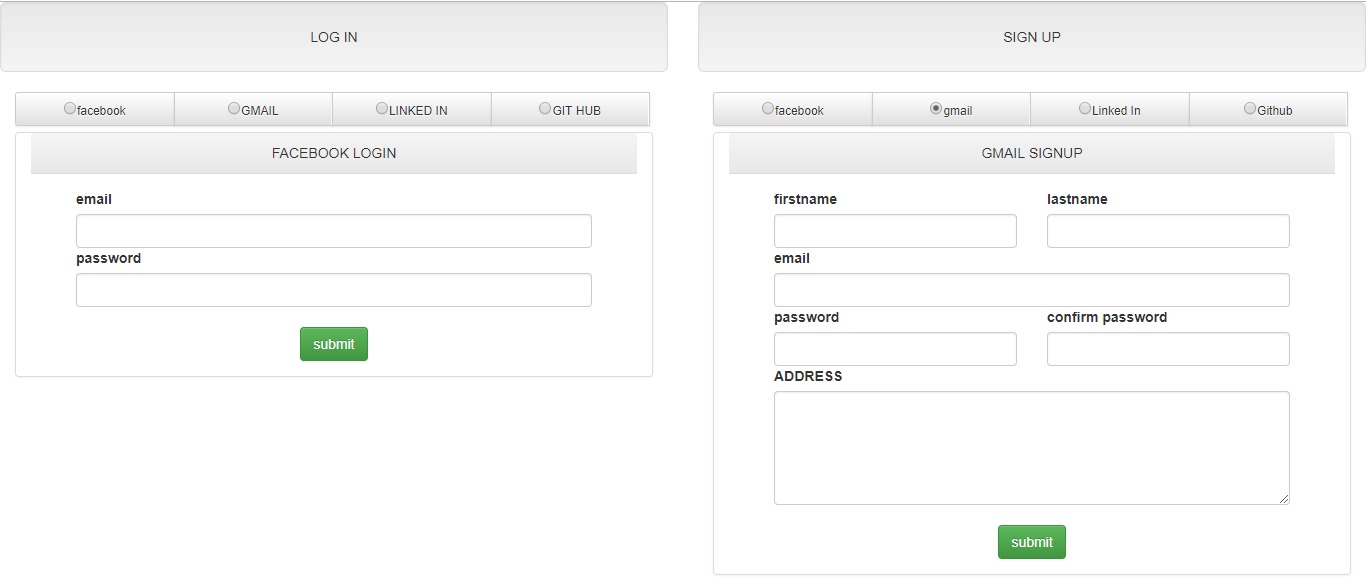 LOG IN
facebook GMAIL LINKED IN GIT HUB
FACEBOOK LOGIN
email
password
submit
SIGN UP
facebook gmail Linked In Github
GMAIL SIGNUP
firstname lastname
email
password confirm password
ADDRESS
submit